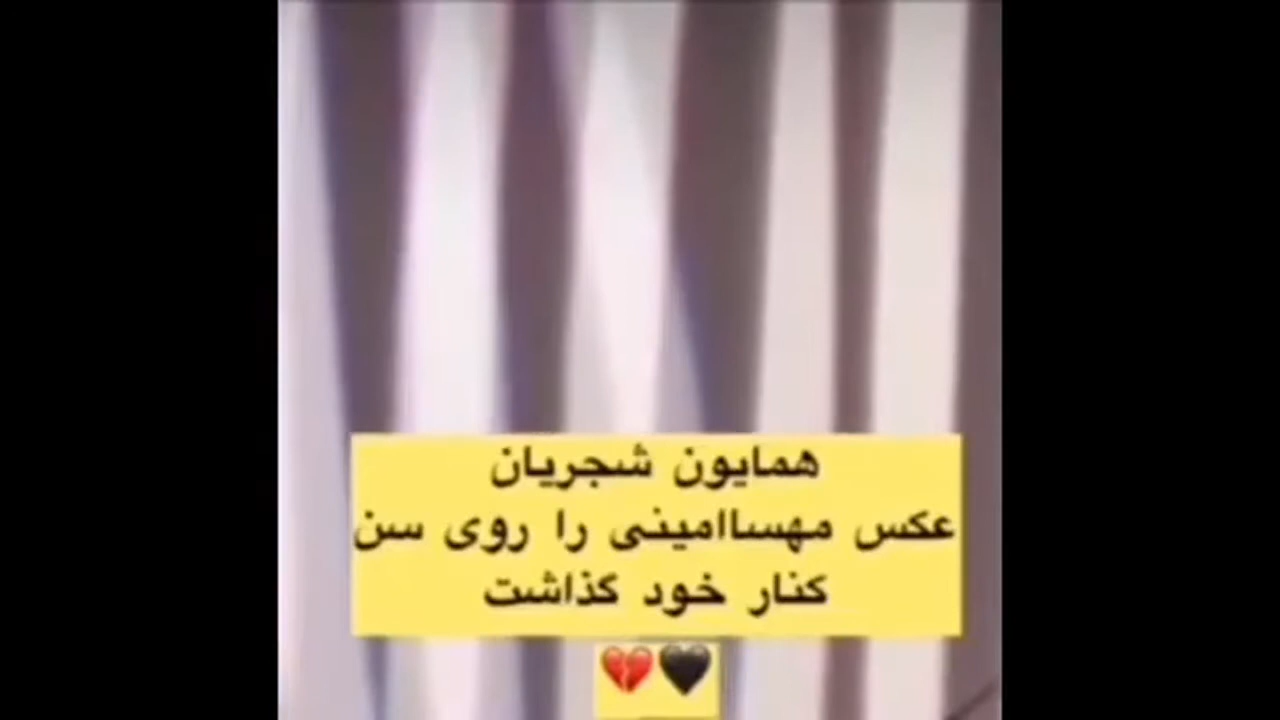 همایون شجریان
عکس مهساامینی را روی سن
کنار خود گذاشت
🖤💔